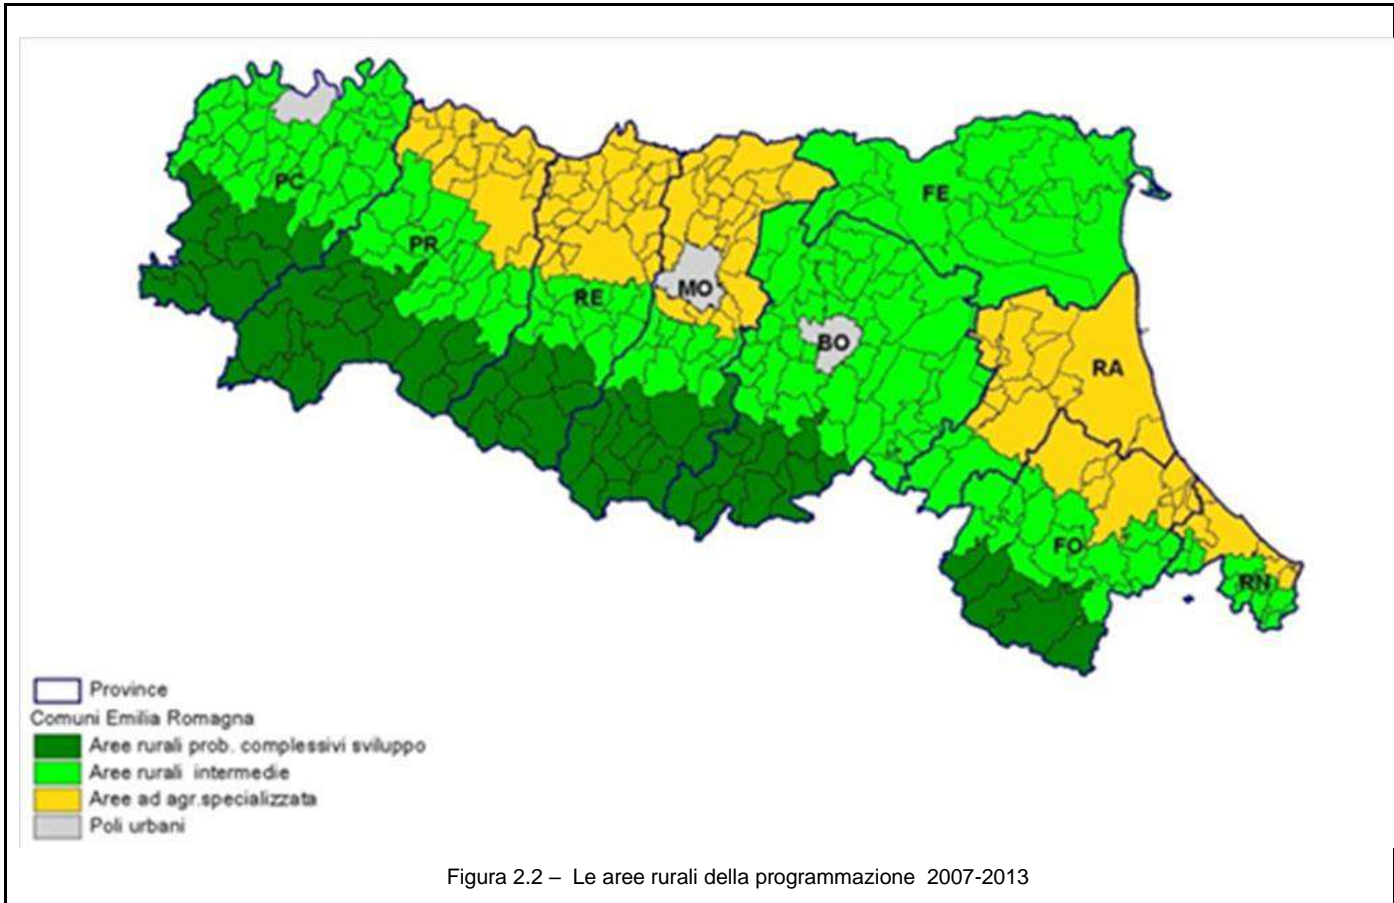 PC
FE
PR
RE
MO
BO
RA
FO
RN
Province
Comuni Emilia Romagna
Aree rurali prob. complessivi sviluppo
Aree rurali intermedie
Aree ad agr.specializzata
Poli urbani
Figura 2.2 – Le aree rurali della programmazione 2007-2013